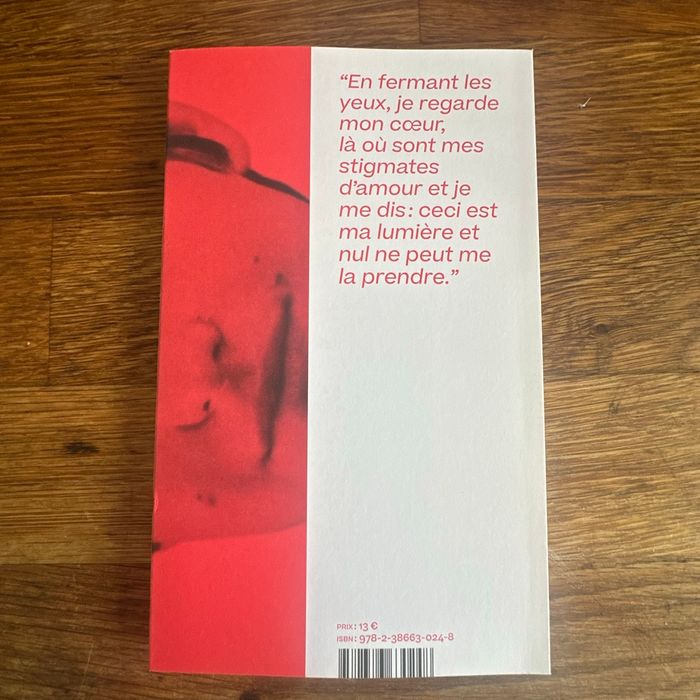 “En fermant les
yeux, je regarde
mon cœur,
là où sont mes
stigmates
d’amour et je
me dis : ceci est
ma lumière et
nul ne peut me
la prendre.”
PRIX : 13 €
ISBN : 978-2-38663-024-8